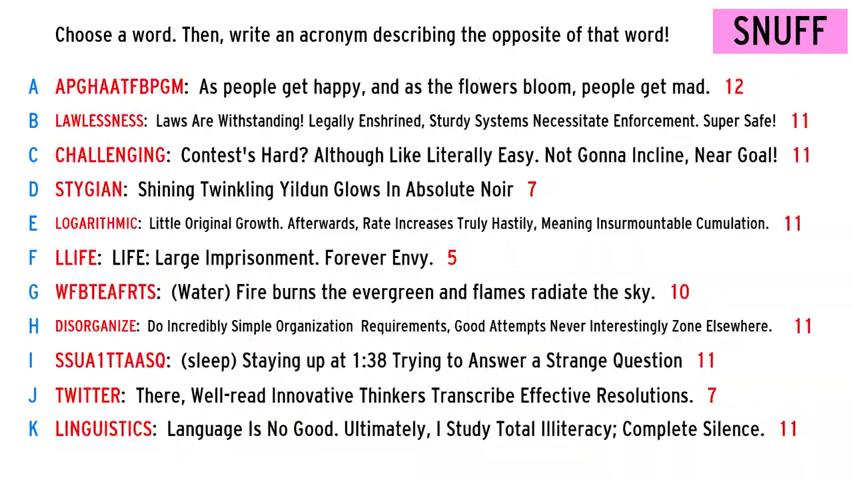 Choose a word. Then, write an acronym describing the opposite of that word!
SNUFF
A APGHAATFBPGM: As people get happy, and as the flowers bloom, people get mad. 12
B LAWLESSNESS: Laws Are Withstanding! Legally Enshrined, Sturdy Systems Necessitate Enforcement. Super Safe! 11
C CHALLENGING: Contest's Hard? Although Like Literally Easy. Not Gonna Incline, Near Goal! 11
D STYGIAN: Shining Twinkling Yildun Glows In Absolute Noir 7
E LOGARITHMIC: Little Original Growth. Afterwards, Rate Increases Truly Hastily, Meaning Insurmountable Cumulation. 11
F LLIFE: LIFE: Large Imprisonment. Forever Envy. 5
G WFBTEAFRTS: (Water) Fire burns the evergreen and flames radiate the sky. 10
H DISORGANIZE: Do Incredibly Simple Organization Requirements, Good Attempts Never Interestingly Zone Elsewhere. 11
I SSUA1TTAASQ: (sleep) Staying up at 1:38 Trying to Answer a Strange Question 11
J TWITTER: There, Well-read Innovative Thinkers Transcribe Effective Resolutions. 7
K LINGUISTICS: Language Is No Good. Ultimately, I Study Total Illiteracy; Complete Silence. 11